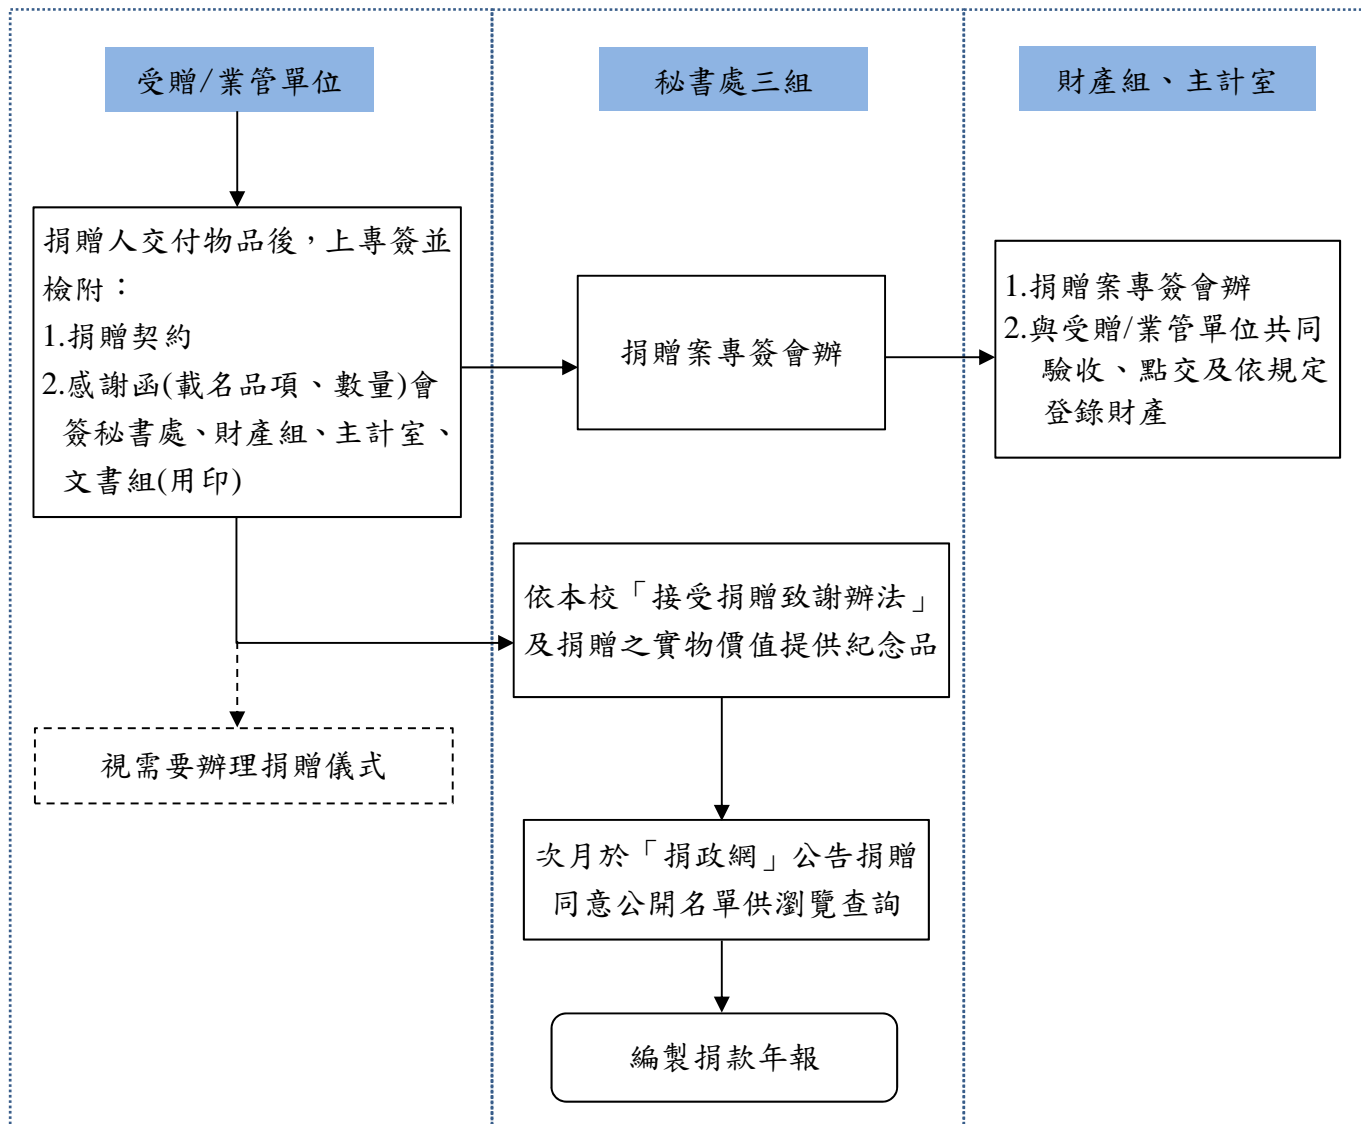 受贈/業管單位
秘書處三組
財產組、主計室
捐贈人交付物品後，上專簽並
檢附：
1.捐贈契約
2.感謝函(載名品項、數量)會
簽秘書處、財產組、主計室、
文書組(用印)
捐贈案專簽會辦
1.捐贈案專簽會辦
2.與受贈/業管單位共同
驗收、點交及依規定
登錄財產
依本校「接受捐贈致謝辦法」
及捐贈之實物價值提供紀念品
視需要辦理捐贈儀式
次月於「捐政網」公告捐贈
同意公開名單供瀏覽查詢
編製捐款年報